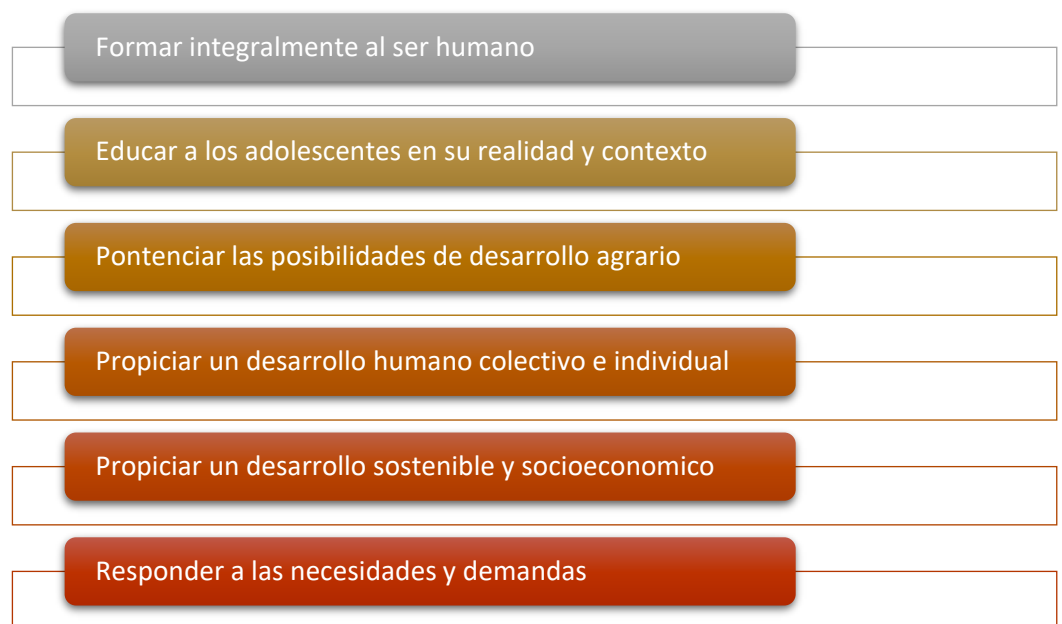 Formar integralmente al ser humano
Educar a los adolescentes en su realidad y contexto
Pontenciar las posibilidades de desarrollo agrario
Propiciar un desarrollo humano colectivo e individual
Propiciar un desarrollo sostenible y socioeconomico
Responder a las necesidades y demandas